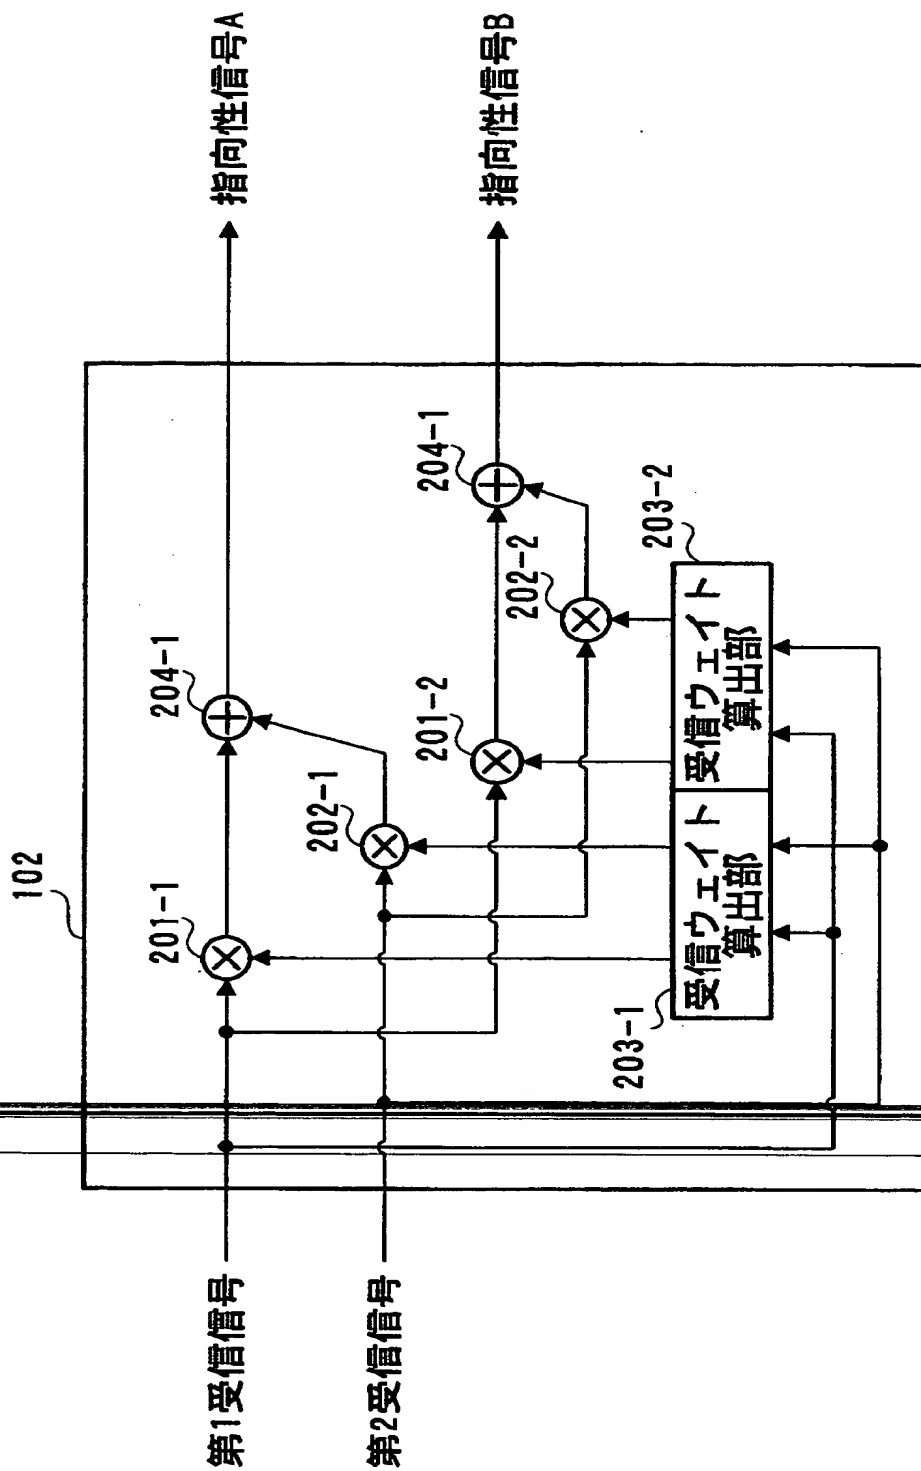 102
第1受信信号
第2受信信号
201-1
202-1
204-1
指向性信号A
201-2
202-2
204-1
指向性信号B
203-1
受信ウェイト
算出部
203-2
受信ウェイト
算出部